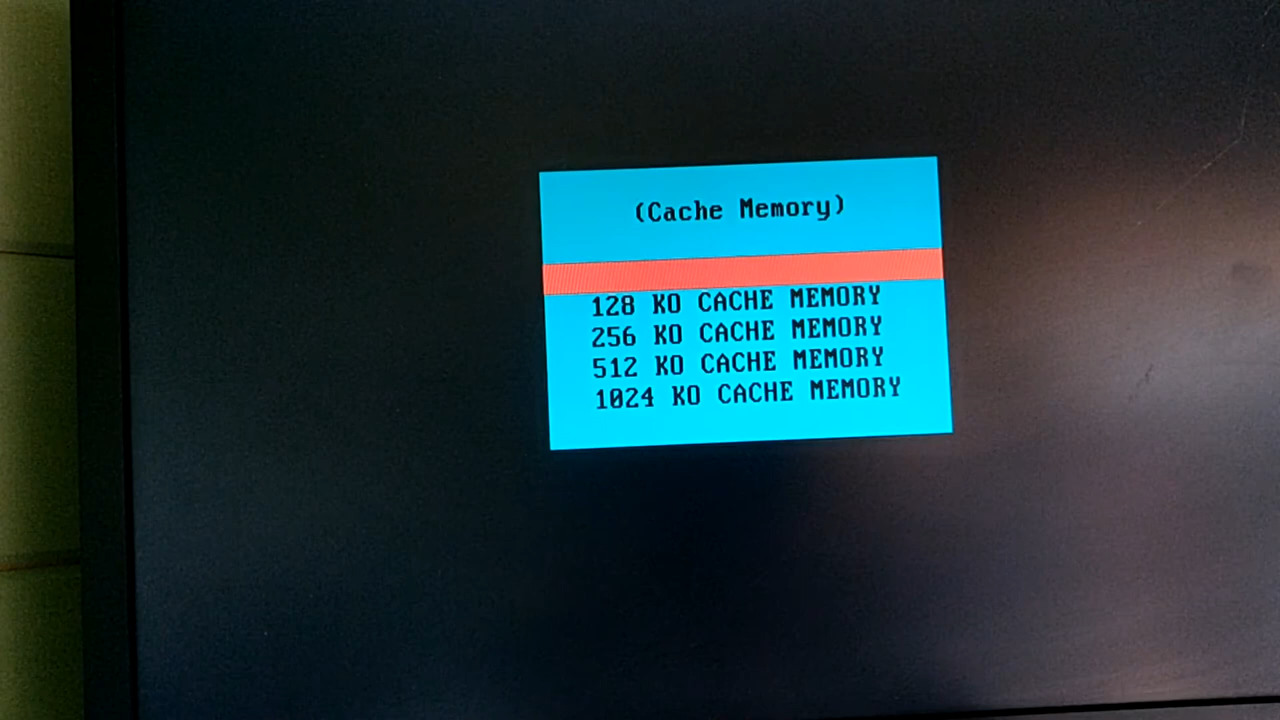 (Cache Memory)
128 KO CACHE MEMORY
256 KO CACHE MEMORY
512 KO CACHE MEMORY
1024 KO CACHE MEMORY